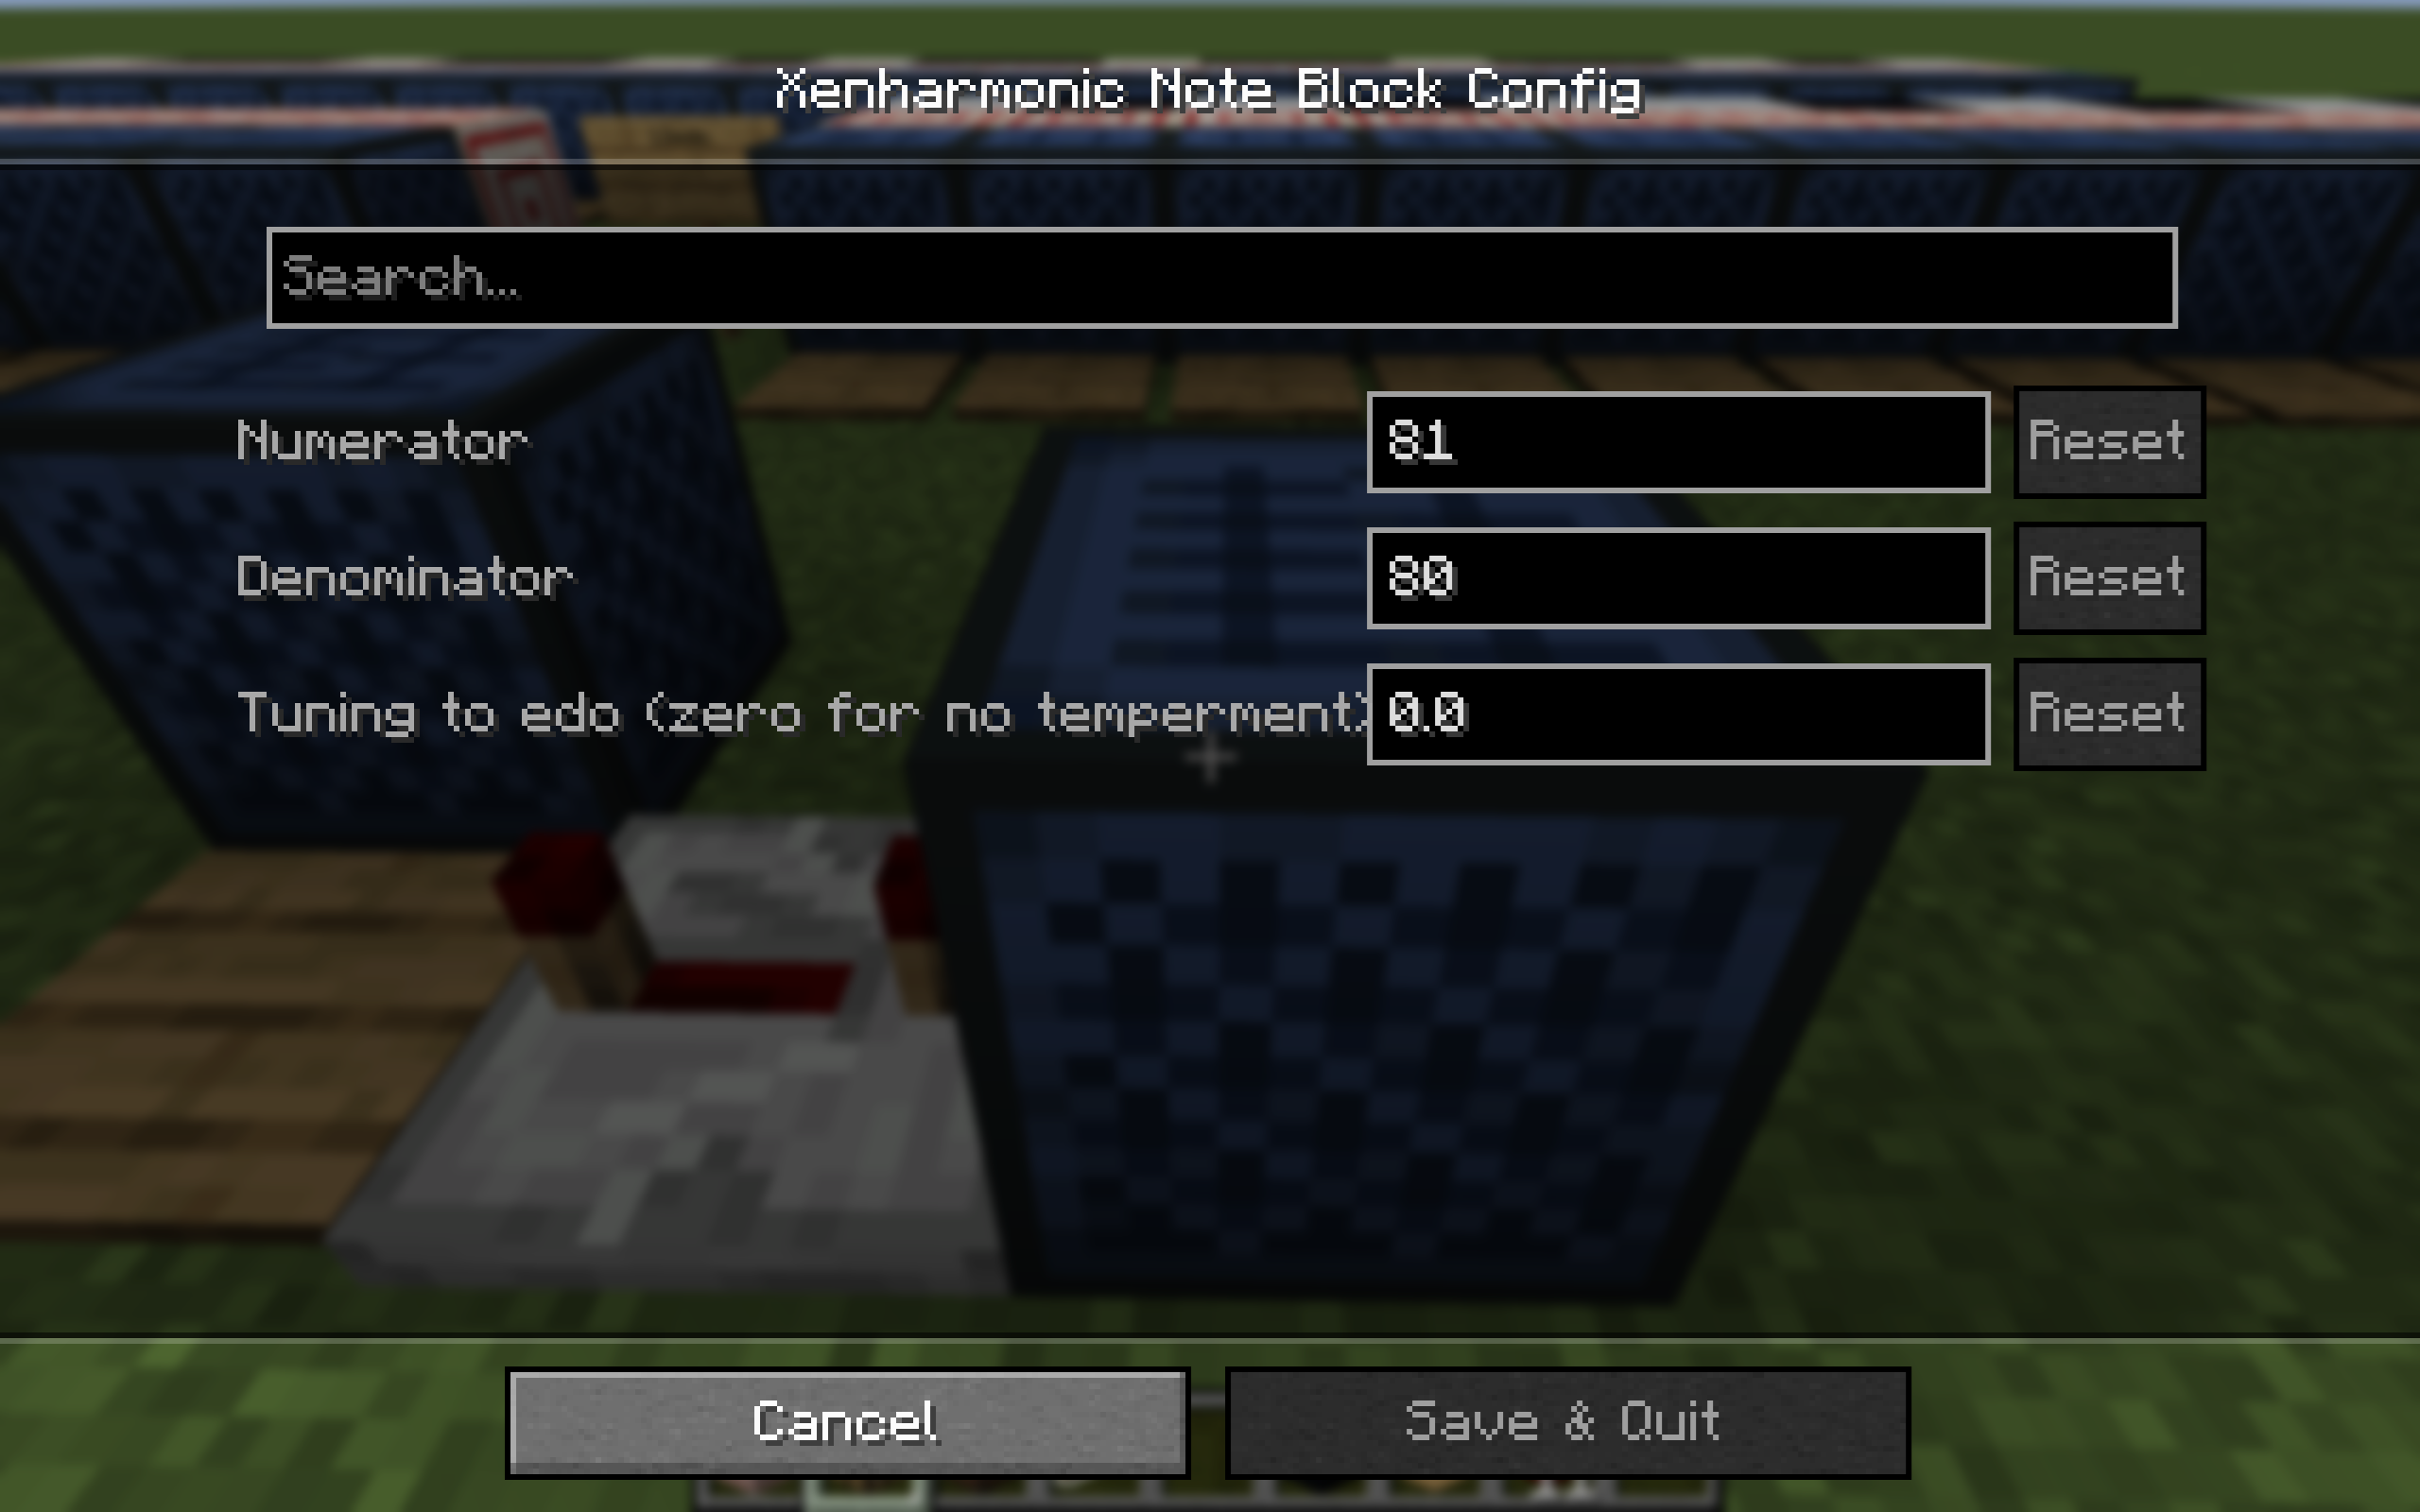 Xenharmonic Note Block Config
Search...
Numerator 81 Reset
Denominator 80 Reset
Tuning to edo (zero for no temperment) 0.0 Reset
Cancel Save & Quit